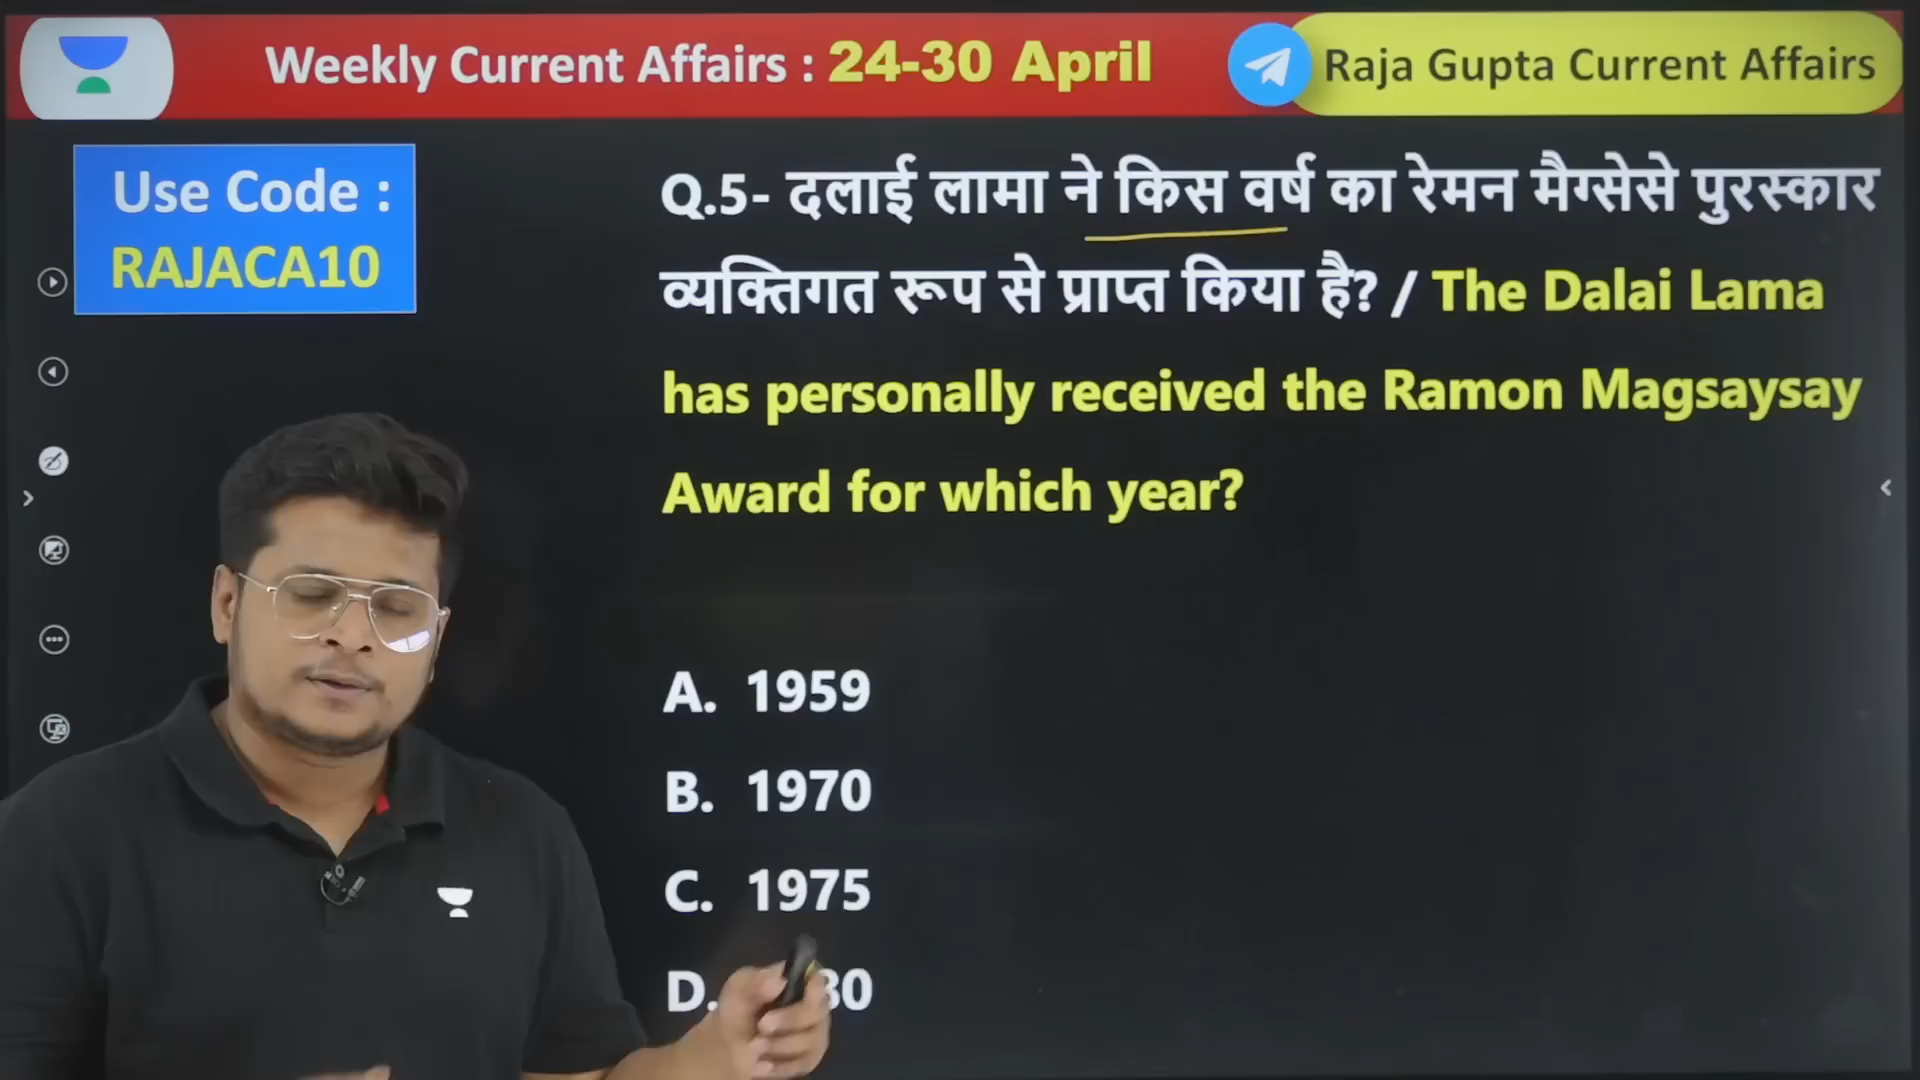 Weekly Current Affairs : 24-30 April
Raja Gupta Current Affairs
Use Code :
RAJACA10
Q.5- दलाई लामा ने किस वर्ष का रेमन मैग्सेसे पुरस्कार
व्यक्तिगत रूप से प्राप्त किया है? / The Dalai Lama
has personally received the Ramon Magsaysay
Award for which year?
A. 1959
B. 1970
C. 1975
D.